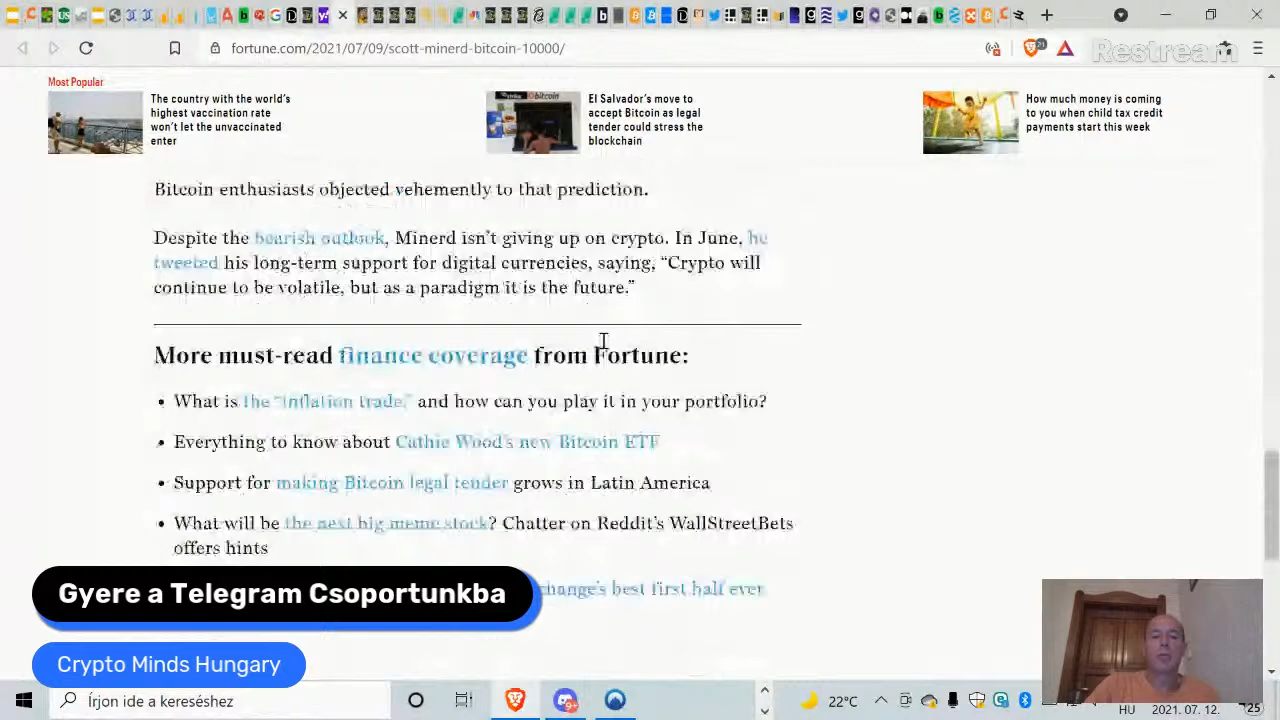 fortune.com/2021/07/09/scott-minerd-bitcoin-10000/
21
Restream
Most Popular
The country with the world's
highest vaccination rate
won't let the unvaccinated
enter
El Salvador's move to
accept Bitcoin as legal
tender could stress the
blockchain
How much money is coming
to you when child tax credit
payments start this week
Bitcoin enthusiasts objected vehemently to that prediction.
Despite the bearish outlook, Minerd isn't giving up on crypto. In June, he
tweeted his long-term support for digital currencies, saying, “Crypto will
continue to be volatile, but as a paradigm it is the future.”
More must-read finance coverage from Fortune:
• What is the “inflation trade,” and how can you play it in your portfolio?
• Everything to know about Cathie Wood's new Bitcoin ETF
• Support for making Bitcoin legal tender grows in Latin America
• What will be the next big meme stock? Chatter on Reddit's WallStreetBets
offers hints
change's best first half ever
Gyere a Telegram Csoportunkba
Crypto Minds Hungary
Írjon ide a kereséshez
9+
22°C
HU
2021. 07. 12.
25